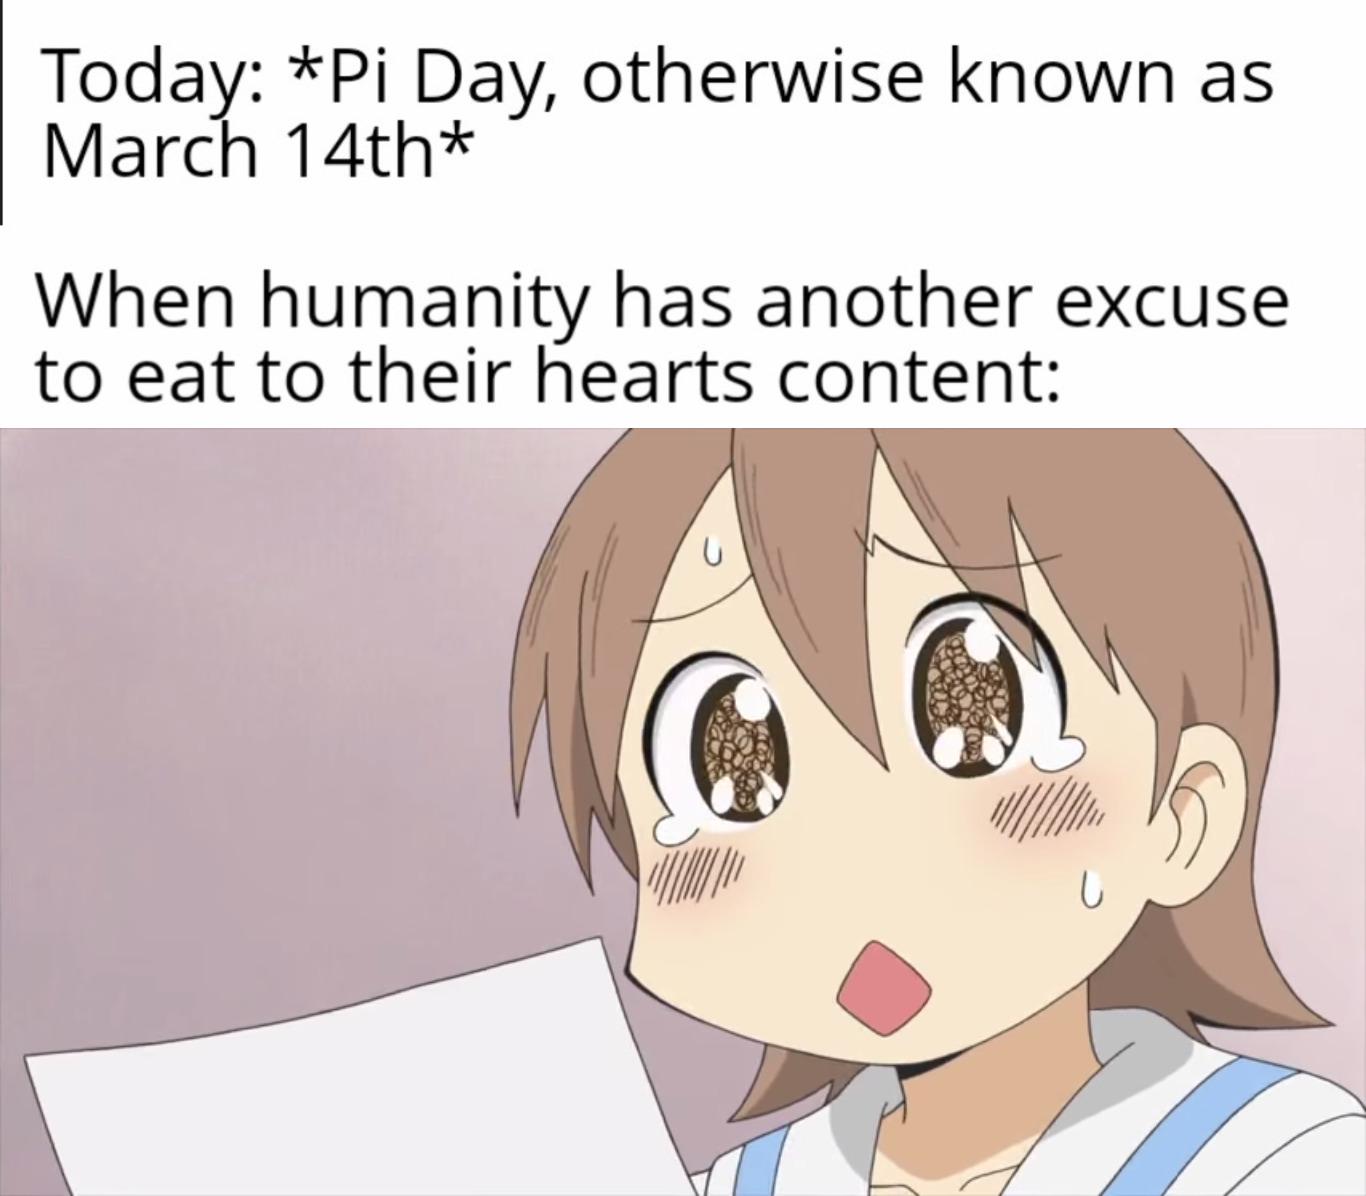 Today: *Pi Day, otherwise known as
March 14th*
When humanity has another excuse
to eat to their hearts content: